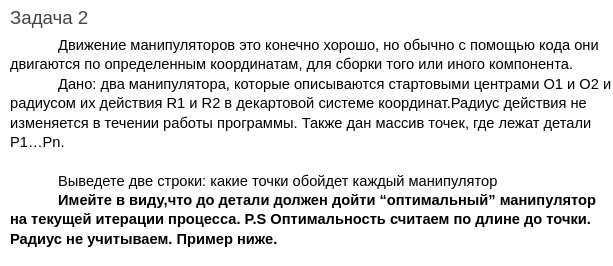 Задача 2
Движение манипуляторов это конечно хорошо, но обычно с помощью кода они
двигаются по определенным координатам, для сборки того или иного компонента.
Дано: два манипулятора, которые описываются стартовыми центрами O1 и O2 и
радиусом их действия R1 и R2 в декартовой системе координат.Радиус действия не
изменяется в течении работы программы. Также дан массив точек, где лежат детали
P1…Pn.
Выведете две строки: какие точки обойдет каждый манипулятор
Имейте в виду,что до детали должен дойти “оптимальный” манипулятор
на текущей итерации процесса. P.S Оптимальность считаем по длине до точки.
Радиус не учитываем. Пример ниже.